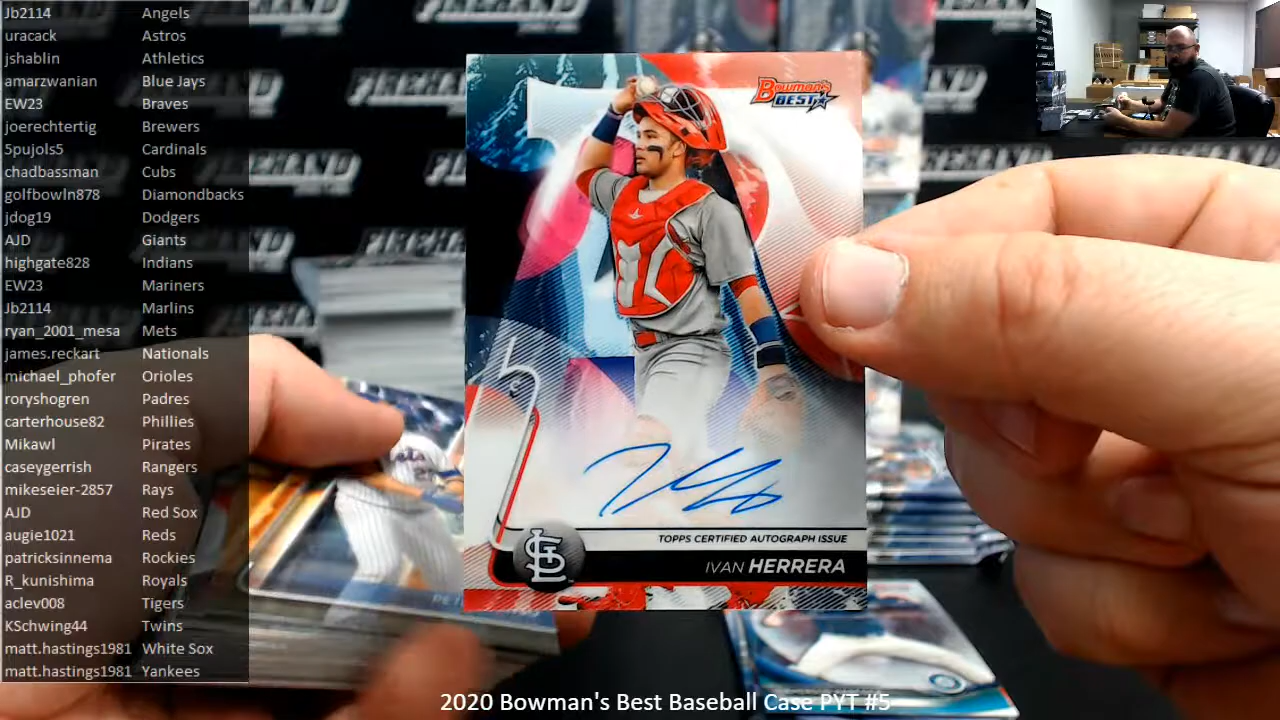 Jb2114 Angels
uracack Astros
jshablin Athletics
amarzwanian Blue Jays
EW23 Braves
joerechtertig Brewers
5pujols5 Cardinals
chadbassman Cubs
golfbowln878 Diamondbacks
jdog19 Dodgers
AJD Giants
highgate828 Indians
EW23 Mariners
Jb2114 Marlins
ryan_2001_mesa Mets
james.reckart Nationals
michael_phofer Orioles
roryshogren Padres
carterhouse82 Phillies
Mikawl Pirates
caseygerrish Rangers
mikeseier-2857 Rays
AJD Red Sox
augie1021 Reds
patricksinnema Rockies
R_kunishima Royals
aclev008 Tigers
KSchwing44 Twins
matt.hastings1981 White Sox
matt.hastings1981 Yankees
Bowman's
BEST
TOPPS CERTIFIED AUTOGRAPH ISSUE
IVAN HERRERA
2020 Bowman's Best Baseball Case PYT #5